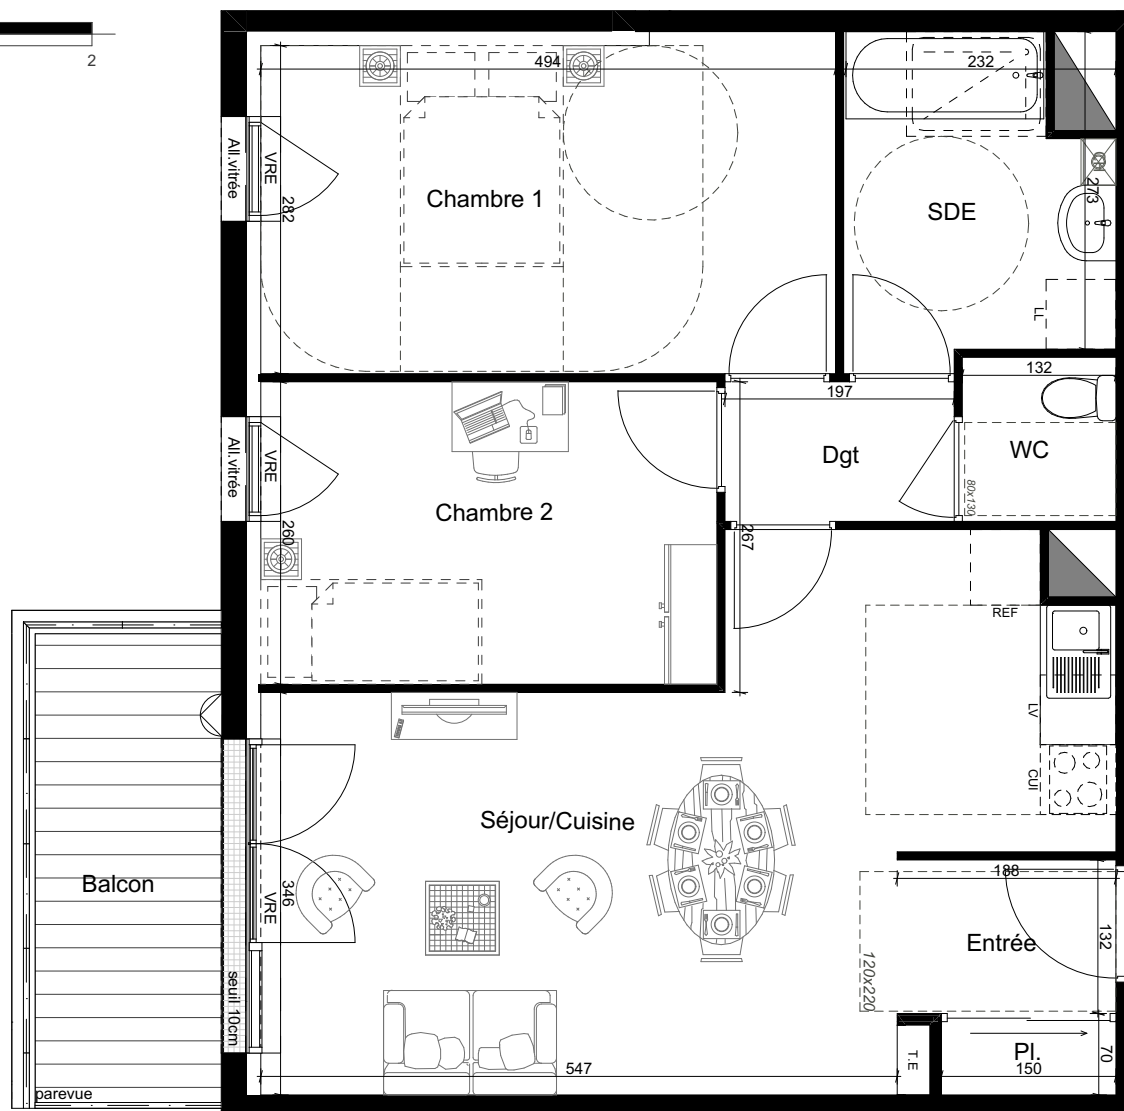 2
494
232
All.vitrée
VRE
282
Chambre 1
SDE
273
LL
132
197
All.vitrée
VRE
260
Chambre 2
Dgt
WC
80x130
267
REF
LV
CUI
Séjour/Cuisine
Balcon
346
VRE
188
132
Entrée
120x220
seuil 10cm
T.E
Pl.
70
547
150
parevue